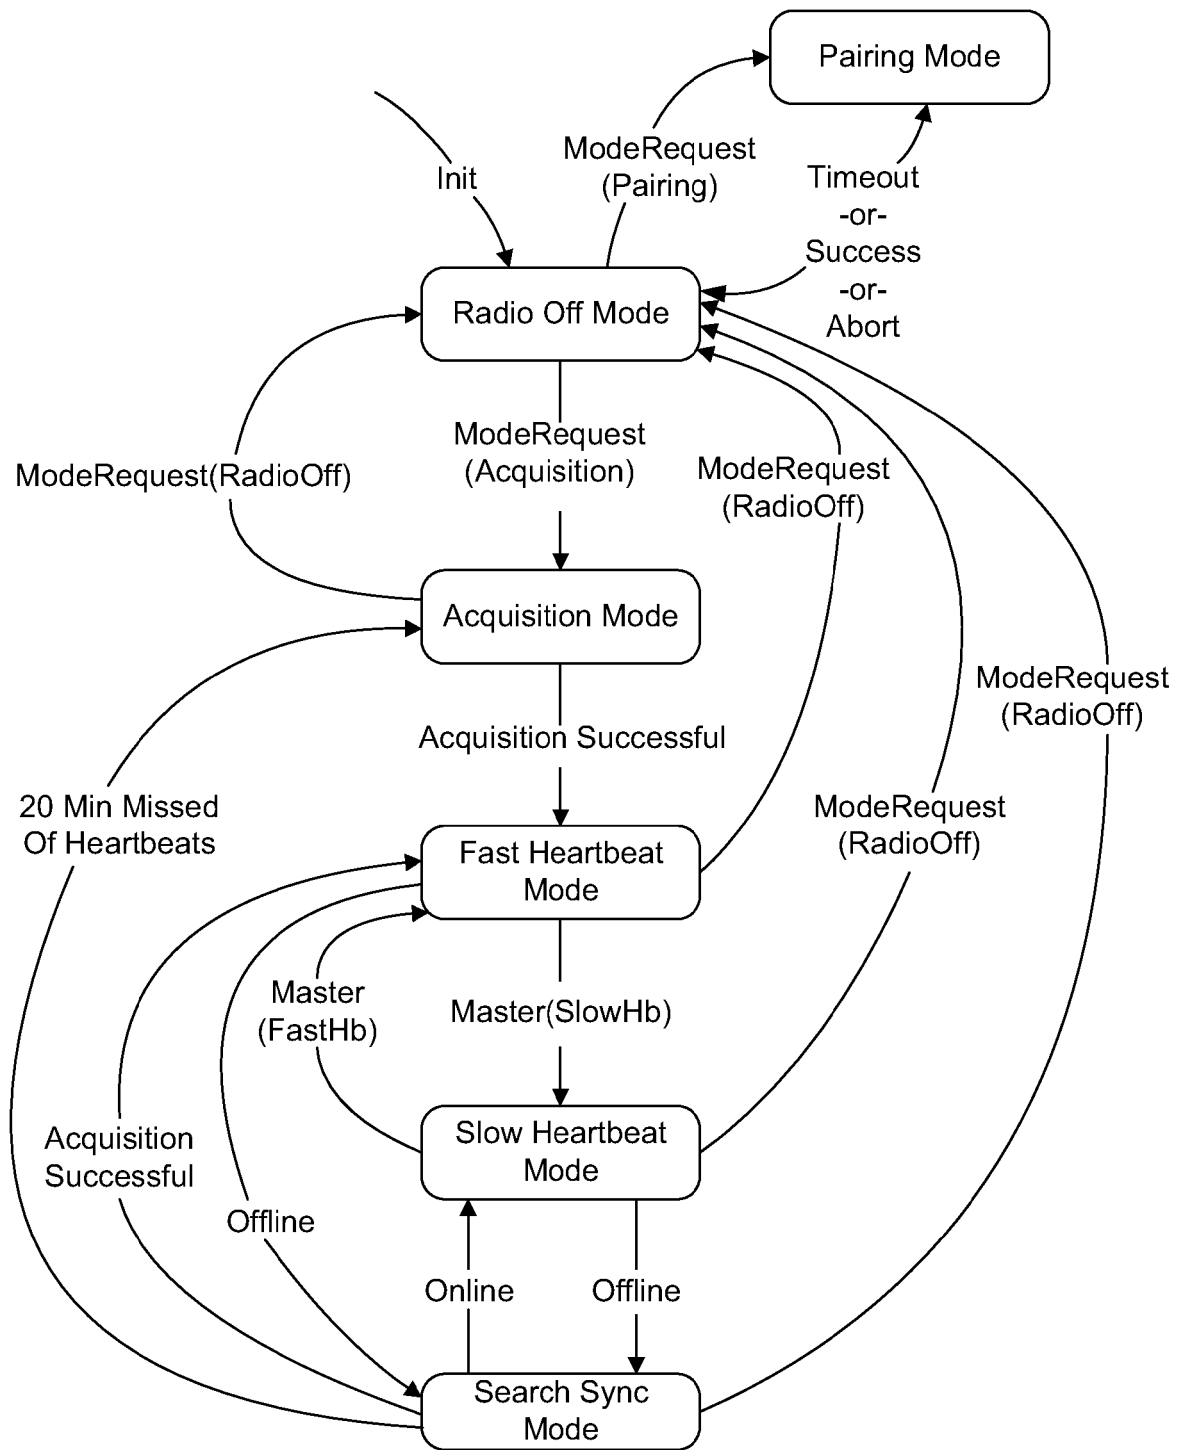 Pairing Mode
ModeRequest
(Pairing)
Init
Timeout
-or-
Success
-or-
Abort
Radio Off Mode
ModeRequest
(Acquisition)
ModeRequest(RadioOff)
ModeRequest
(RadioOff)
Acquisition Mode
ModeRequest
(RadioOff)
Acquisition Successful
20 Min Missed
Of Heartbeats
ModeRequest
(RadioOff)
Fast Heartbeat
Mode
Master
(FastHb)
Master(SlowHb)
Acquisition
Successful
Slow Heartbeat
Mode
Offline
Online
Offline
Search Sync
Mode